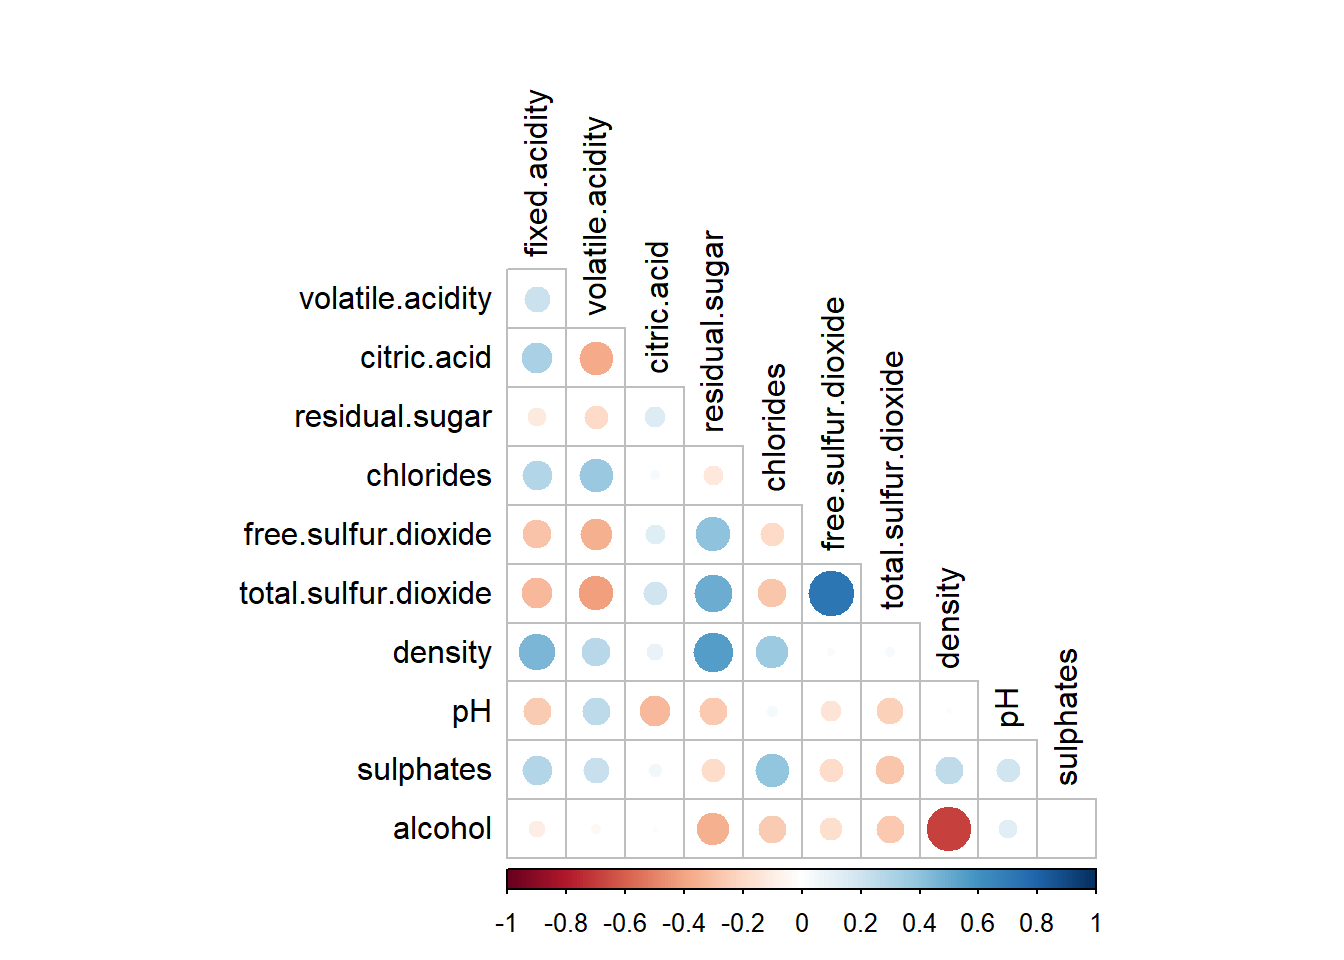 fixed.acidity
volatile.acidity
citric.acid
residual.sugar
chlorides
free.sulfur.dioxide
total.sulfur.dioxide
density
pH
sulphates
volatile.acidity
citric.acid
residual.sugar
chlorides
free.sulfur.dioxide
total.sulfur.dioxide
density
pH
sulphates
alcohol
-1 -0.8 -0.6 -0.4 -0.2 0 0.2 0.4 0.6 0.8 1